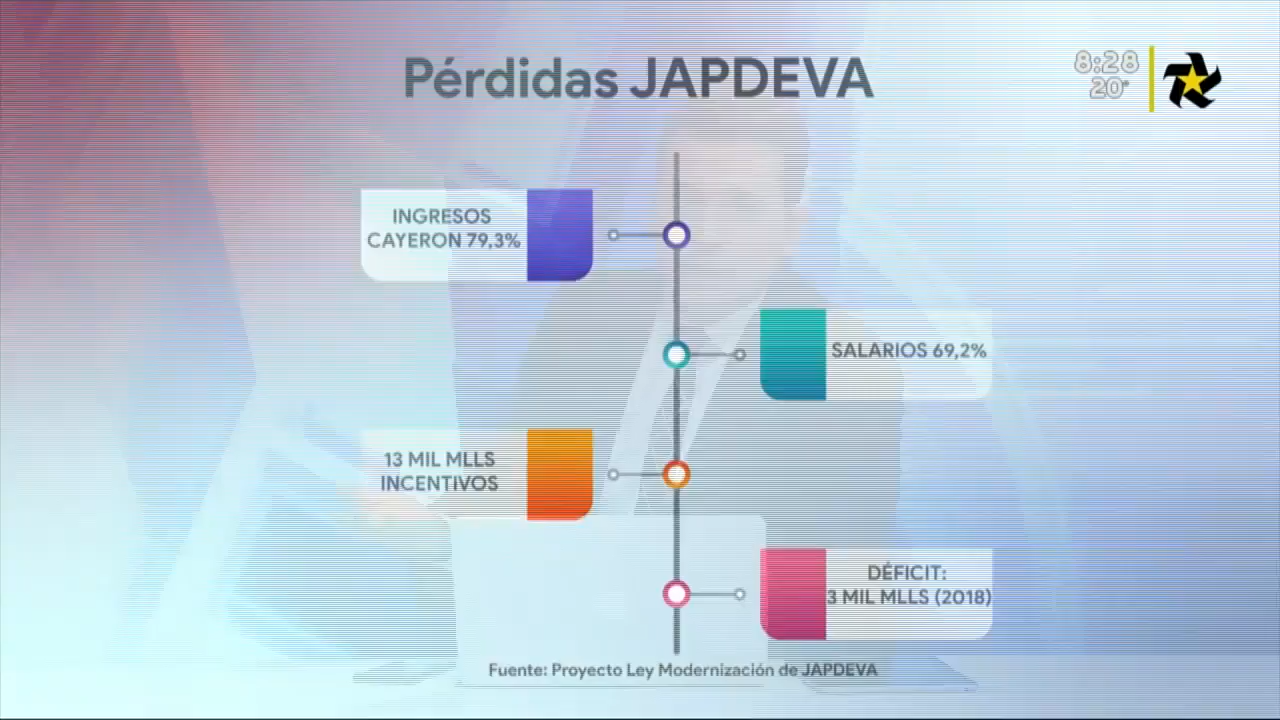 Pérdidas JAPDEVA
8:28
20°
INGRESOS
CAYERON 79,3%
SALARIOS 69,2%
13 MIL MLLS
INCENTIVOS
DÉFICIT:
3 MIL MLLS (2018)
Fuente: Proyecto Ley Modernización de JAPDEVA